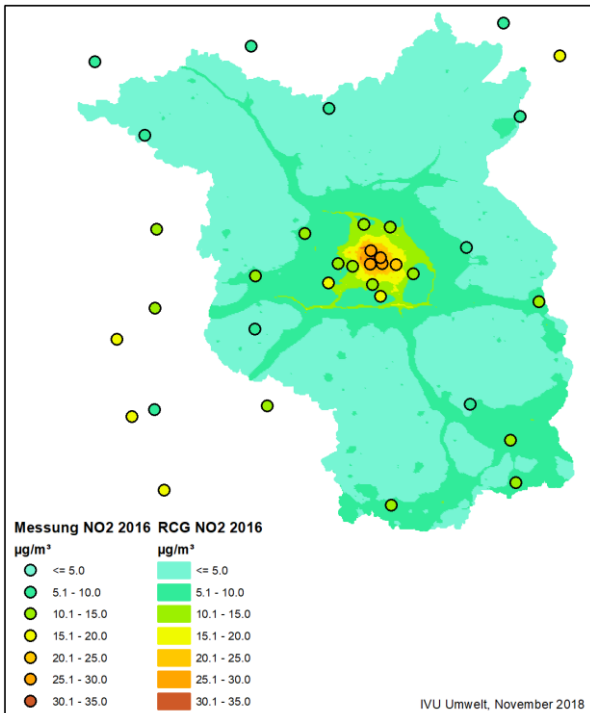 Messung NO2 2016 RCG NO2 2016
µg/m³ µg/m³
<= 5.0 <= 5.0
5.1 - 10.0 5.1 - 10.0
10.1 - 15.0 10.1 - 15.0
15.1 - 20.0 15.1 - 20.0
20.1 - 25.0 20.1 - 25.0
25.1 - 30.0 25.1 - 30.0
30.1 - 35.0 30.1 - 35.0
IVU Umwelt, November 2018